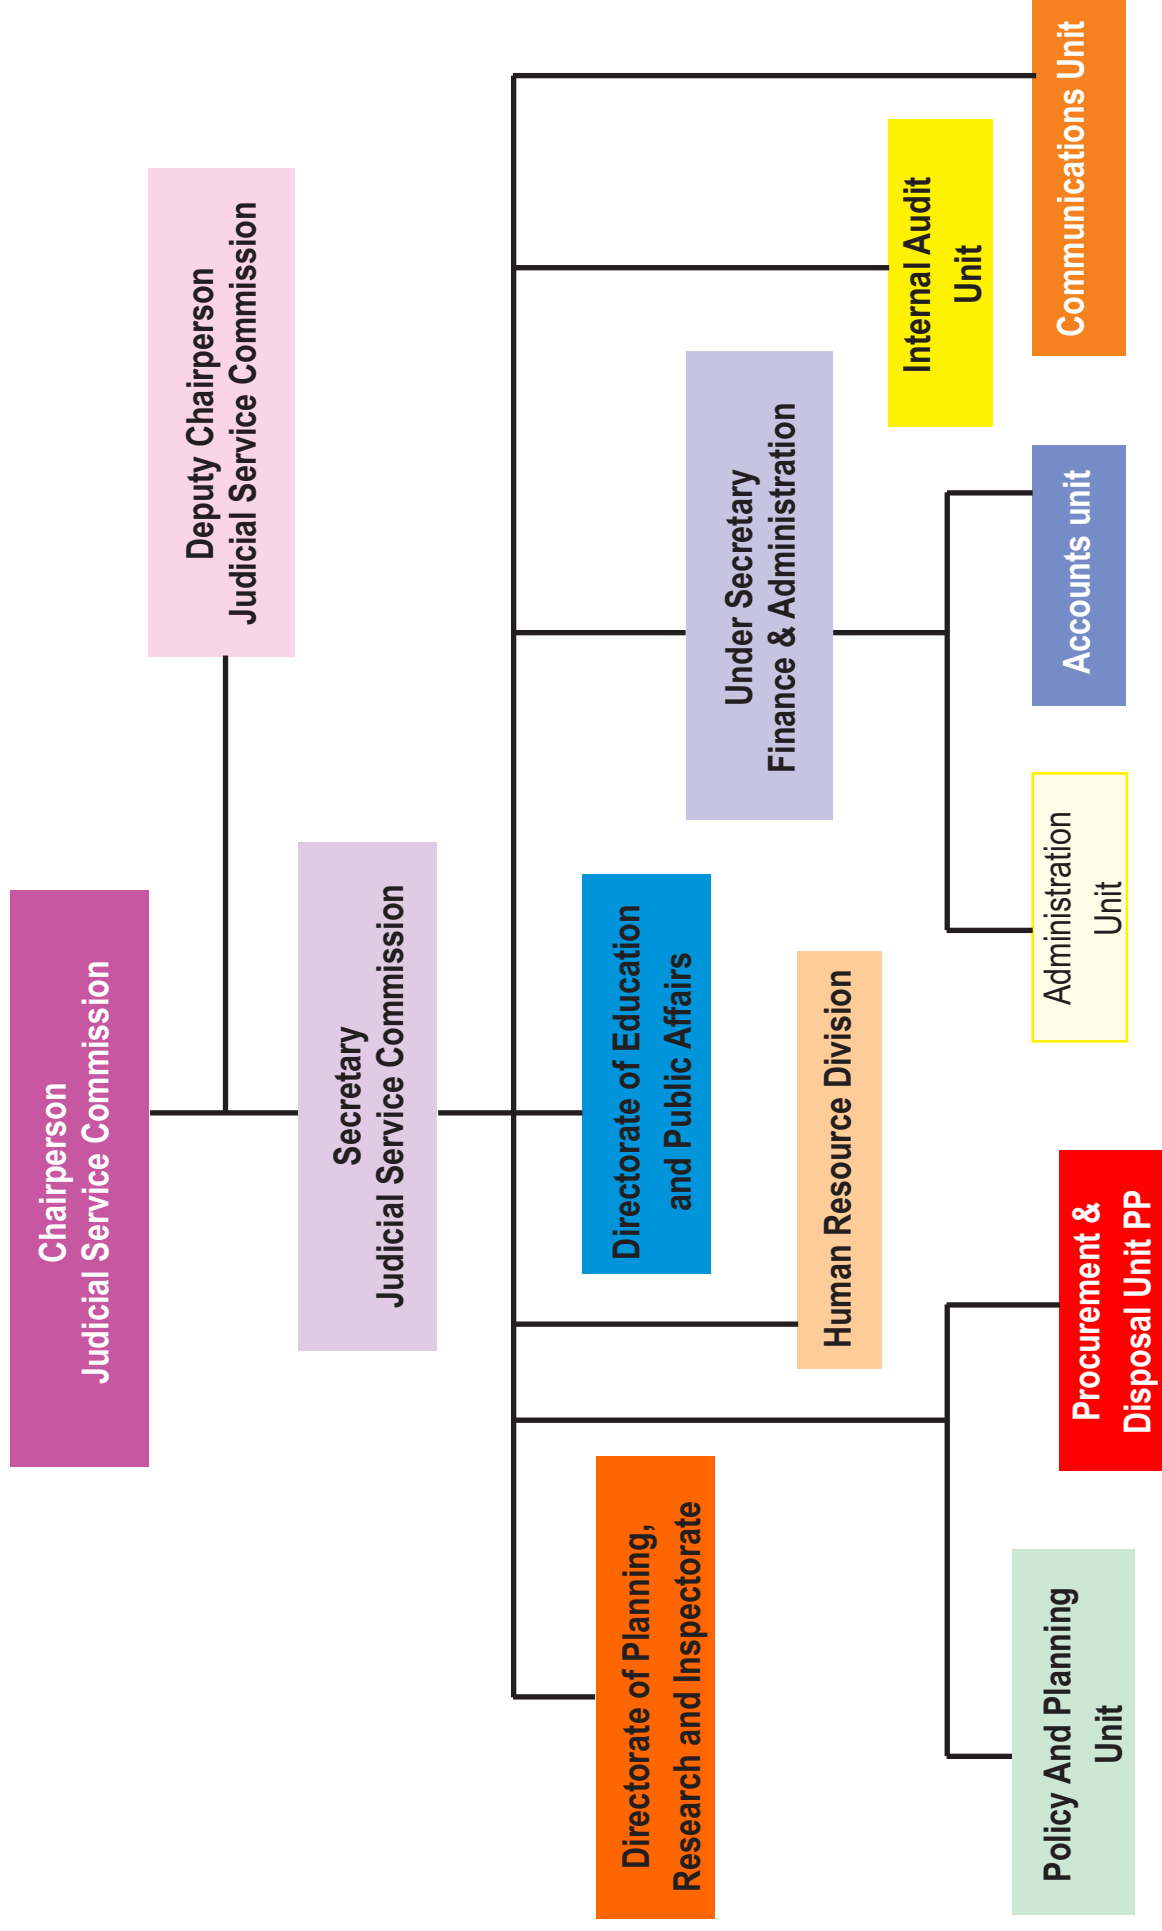 Chairperson
Judicial Service Commission
Deputy Chairperson
Judicial Service Commission
Secretary
Judicial Service Commission
Directorate of Planning,
Research and Inspectorate
Directorate of Education
and Public Affairs
Under Secretary
Finance & Administration
Human Resource Division
Internal Audit
Unit
Policy And Planning
Unit
Procurement &
Disposal Unit PP
Administration
Unit
Accounts unit
Communications Unit